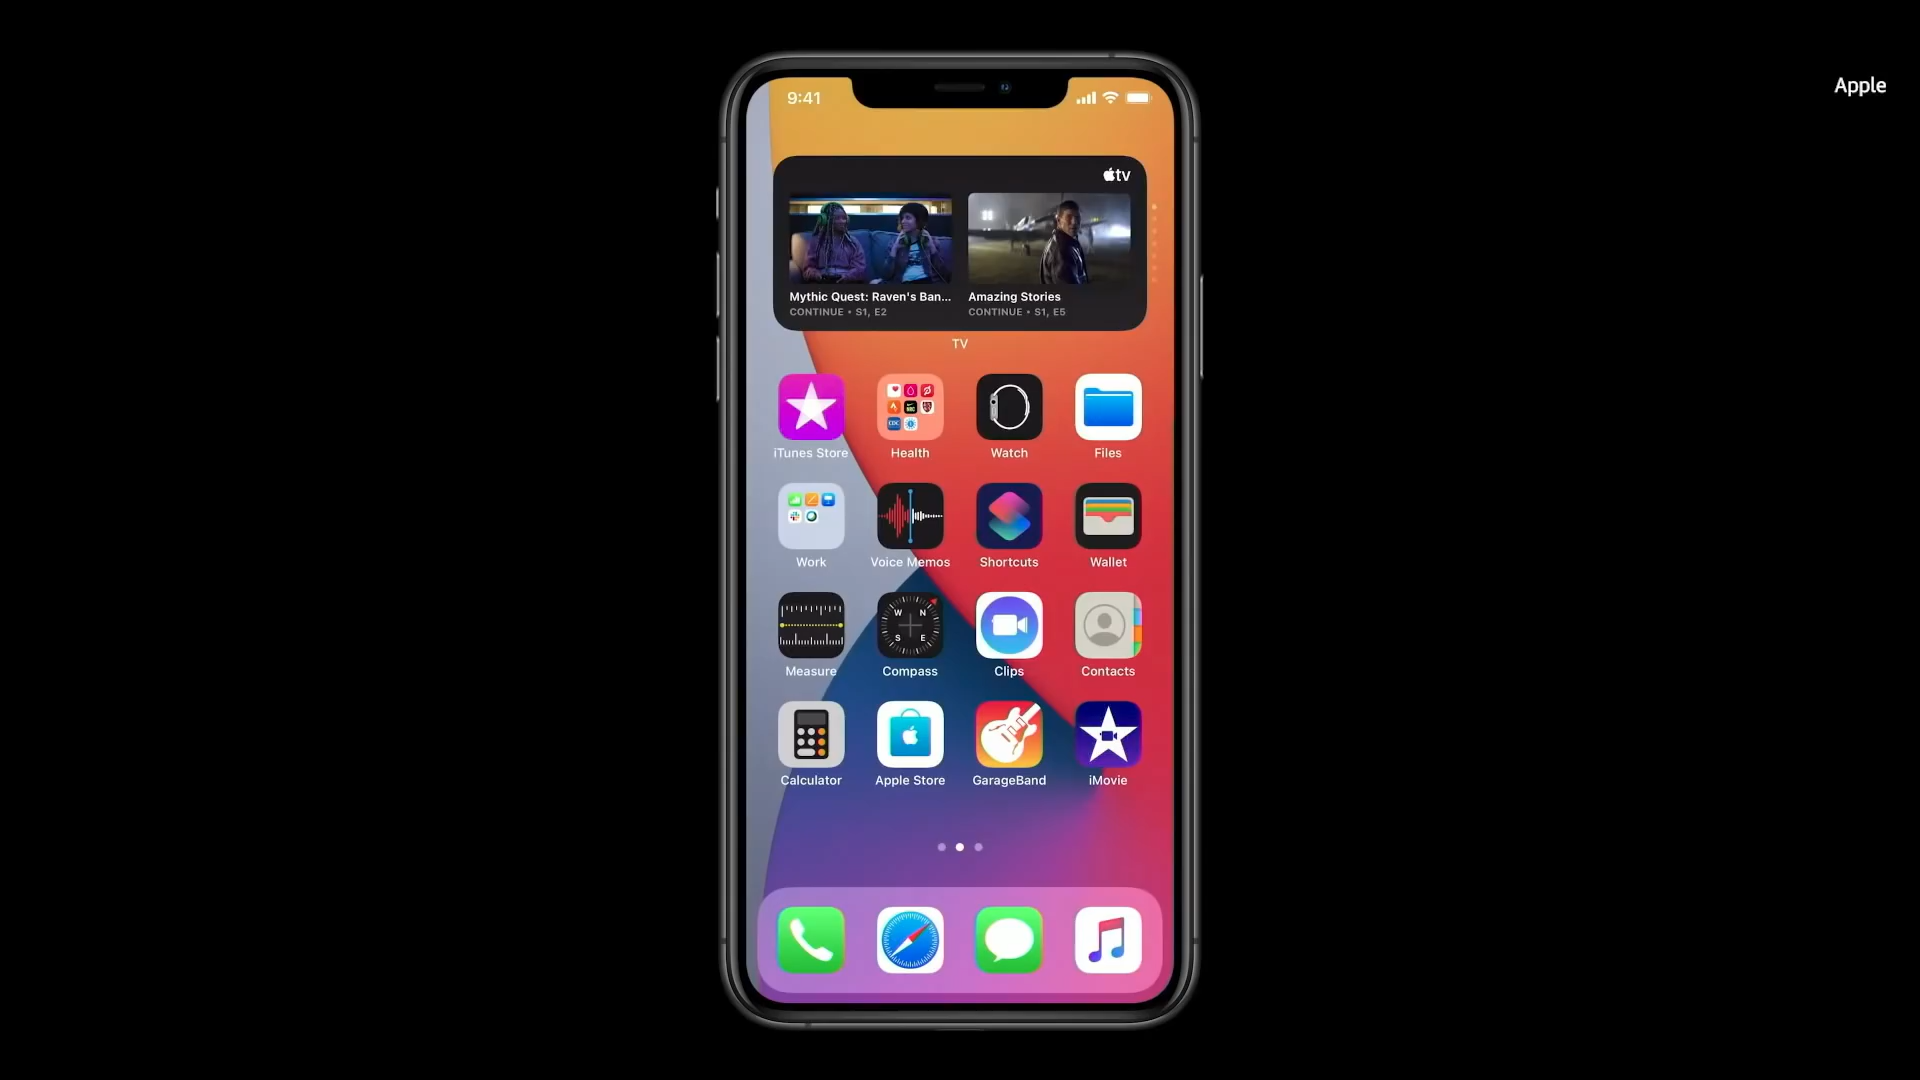 Apple
9:41
tv
Mythic Quest: Raven's Ban...
CONTINUE • S1, E2
Amazing Stories
CONTINUE • S1, E5
TV
iTunes Store
Health
Watch
Files
Work
Voice Memos
Shortcuts
Wallet
W N
S E
Measure
Compass
Clips
Contacts
Calculator
Apple Store
GarageBand
iMovie